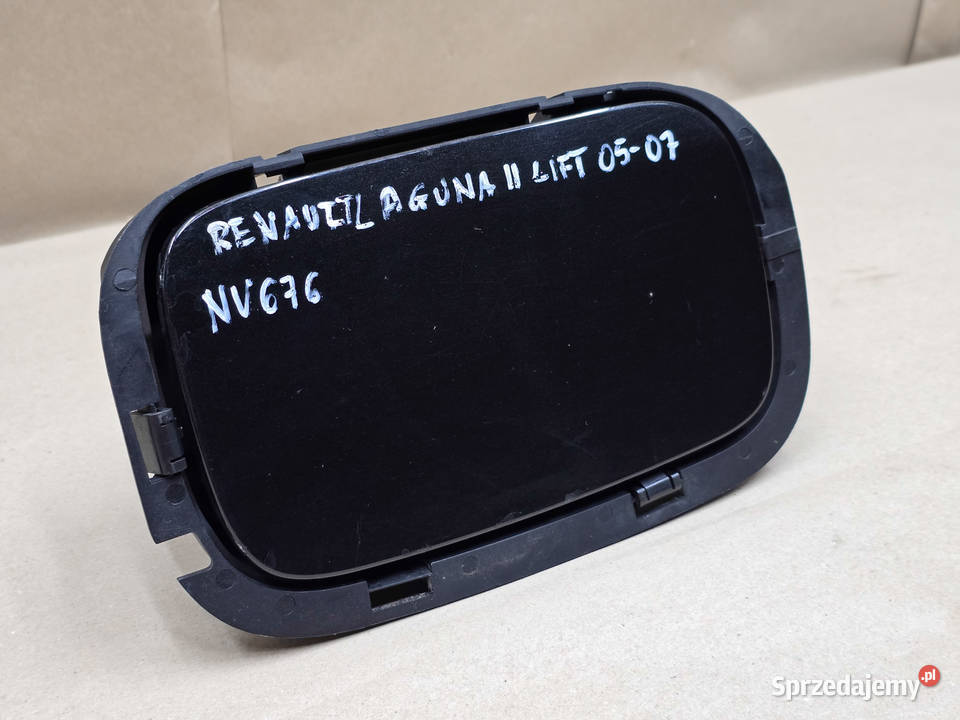 RENAULT LAGUNA II LIFT 05-07
NV676
Sprzedajemy.pl